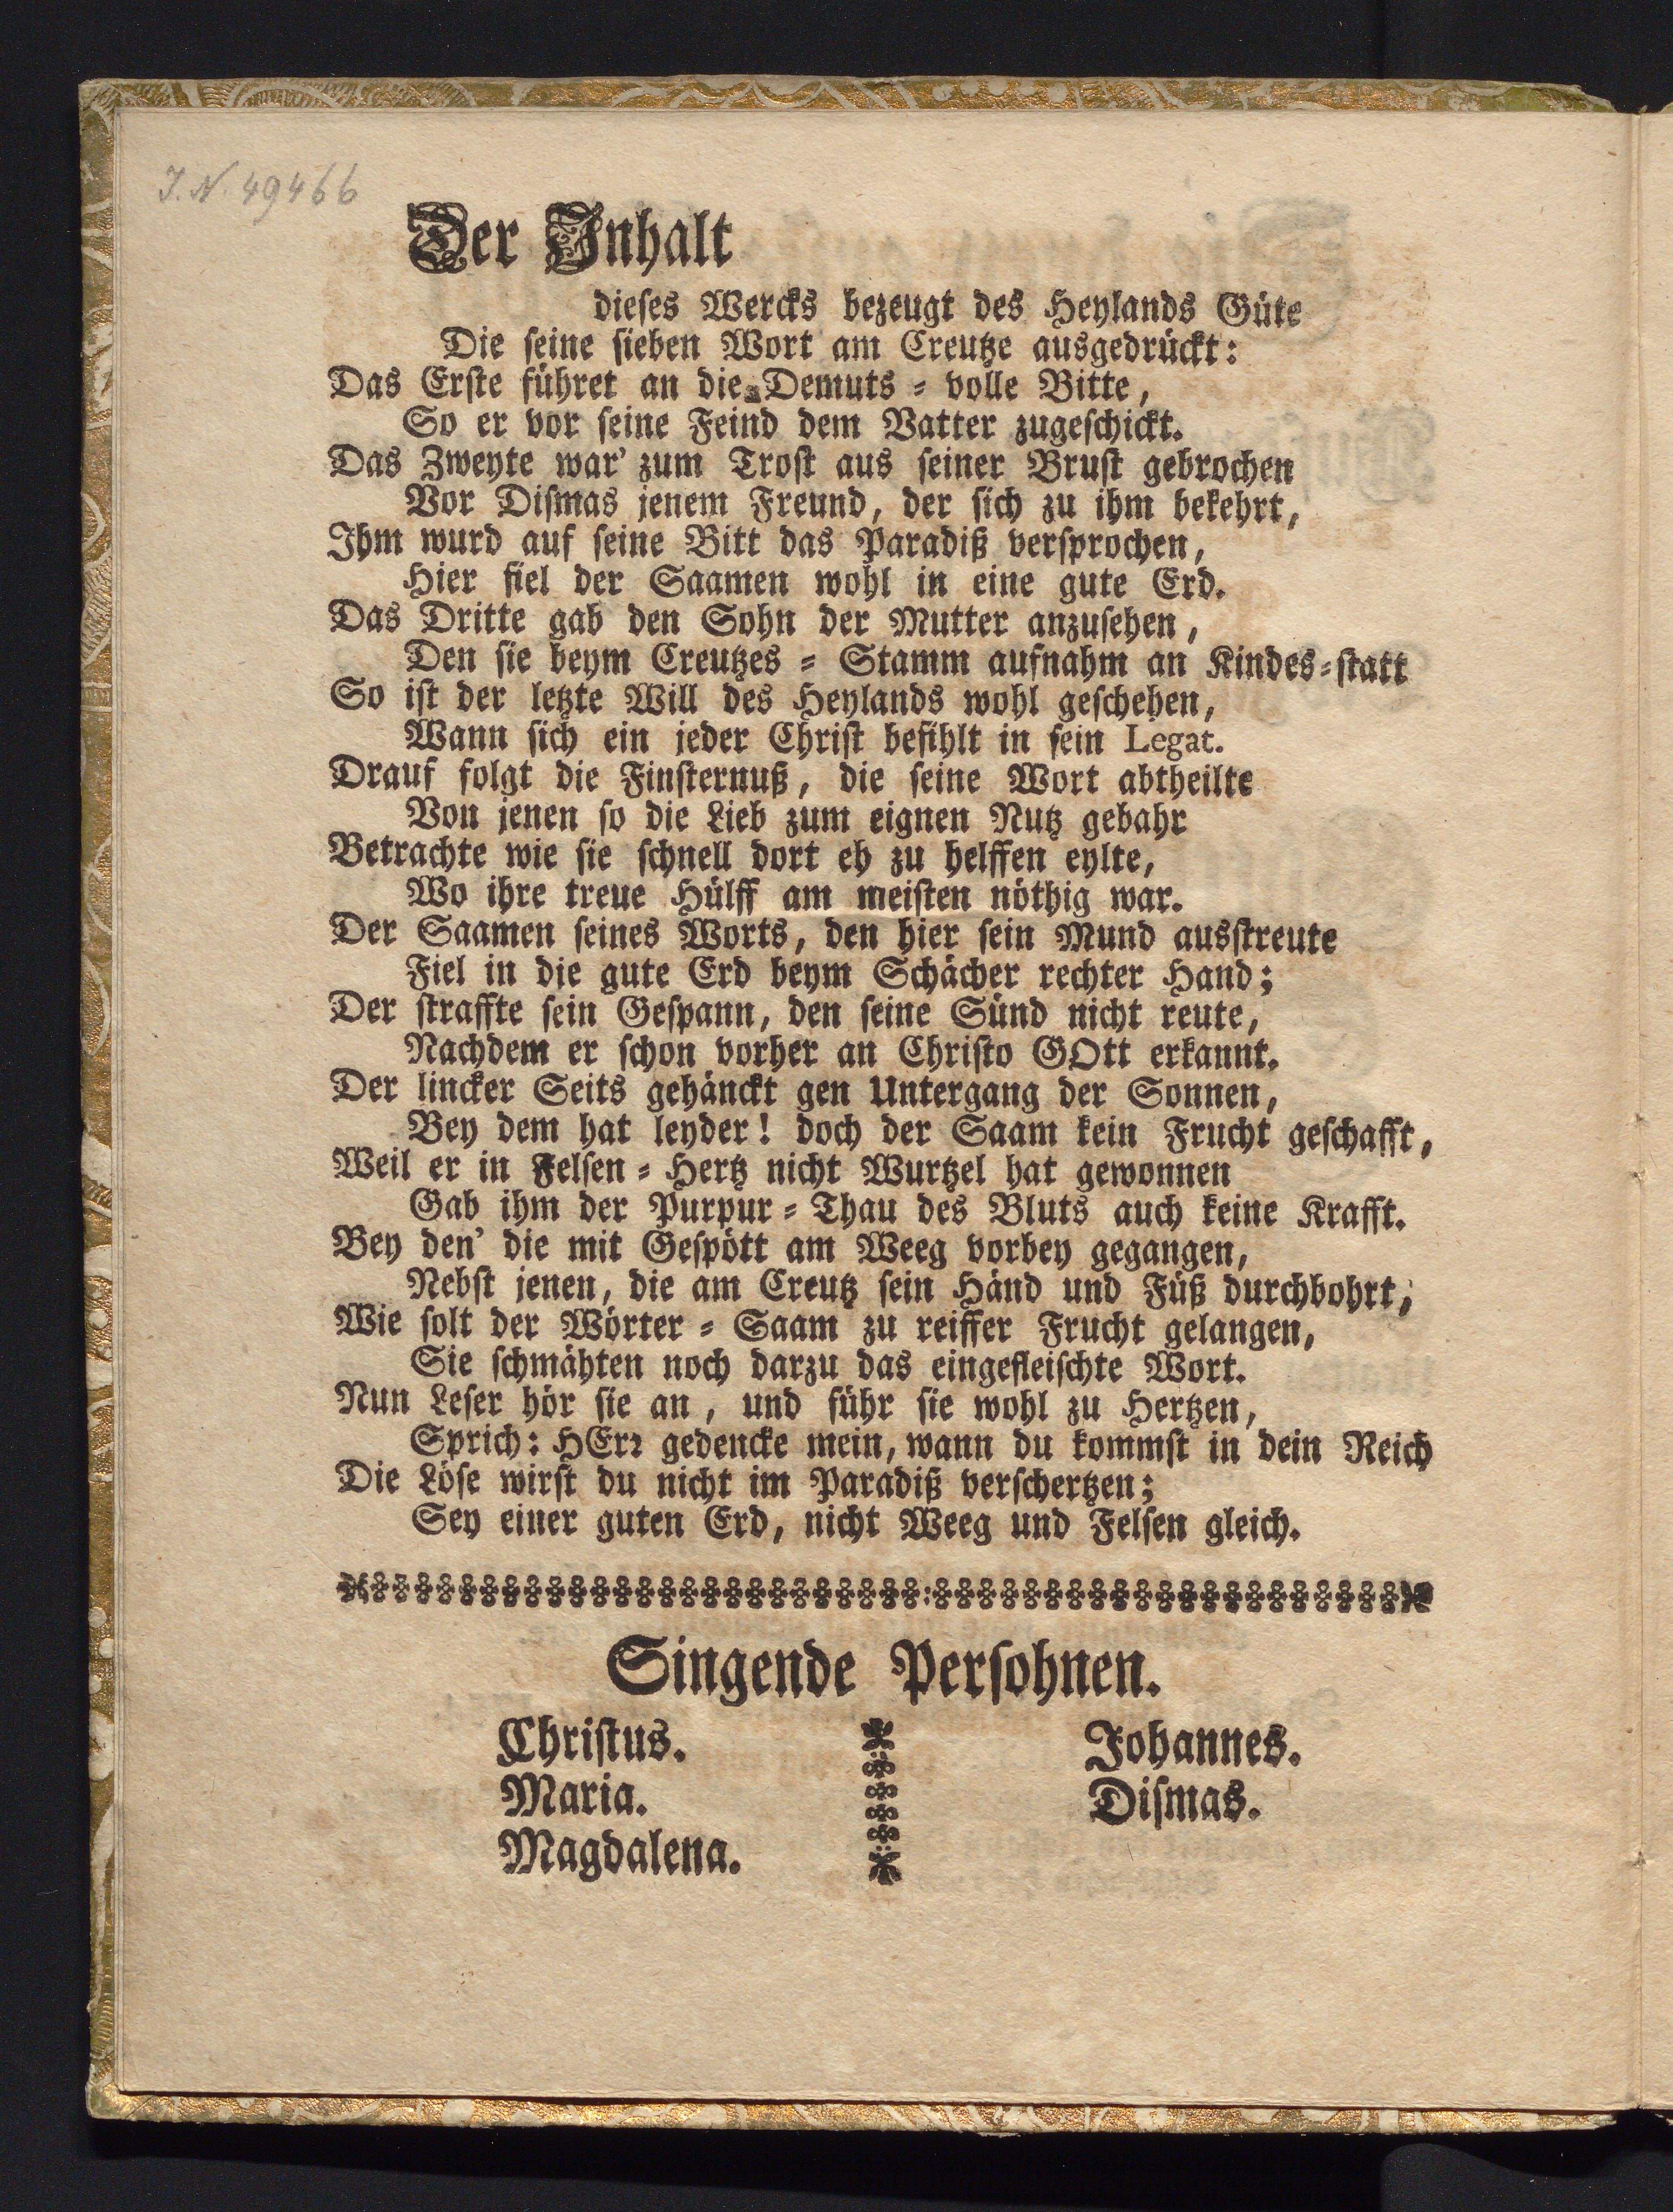 J. N. 49466
Der Inhalt
dieſes Wercks bezeugt des Heylands Güte
Die ſeine ſieben Wort am Creutze ausgedrückt:
Das Erſte führet an die Demuts = volle Bitte,
So er vor ſeine Feind dem Vatter zugeſchickt.
Das Zweyte war' zum Troſt aus ſeiner Bruſt gebrochen
Vor Diſmas jenem Freund, der ſich zu ihm bekehrt,
Ihm wurd auf ſeine Bitt das Paradiß verſprochen,
Hier fiel der Saamen wohl in eine gute Erd.
Das Dritte gab den Sohn der Mutter anzuſehen,
Den ſie beym Creutzes = Stamm aufnahm an Kindes=ſtatt
So iſt der letzte Will des Heylands wohl geſchehen,
Wann ſich ein jeder Chriſt befihlt in ſein Legat.
Drauf folgt die Finſternuß, die ſeine Wort abtheilte
Von jenen ſo die Lieb zum eignen Nutz gebahr
Betrachte wie ſie ſchnell dort eh zu helffen eylte,
Wo ihre treue Hülff am meiſten nöthig war.
Der Saamen ſeines Worts, den hier ſein Mund ausſtreute
Fiel in die gute Erd beym Schächer rechter Hand;
Der ſtraffte ſein Geſpann, den ſeine Sünd nicht reute,
Nachdem er ſchon vorher an Chriſto GOtt erkannt.
Der lincker Seits gehänckt gen Untergang der Sonnen,
Bey dem hat leyder! doch der Saam kein Frucht geſchafft,
Weil er in Felſen = Hertz nicht Wurtzel hat gewonnen
Gab ihm der Purpur = Thau des Bluts auch keine Krafft.
Bey den' die mit Geſpött am Weeg vorbey gegangen,
Nebſt jenen, die am Creutz ſein Händ und Füß durchbohrt,
Wie ſolt der Wörter = Saam zu reiffer Frucht gelangen,
Sie ſchmähten noch darzu das eingefleiſchte Wort.
Nun Leſer hör ſie an, und führ ſie wohl zu Hertzen,
Sprich: HErꝛ gedencke mein, wann du kommſt in dein Reich
Die Löſe wirſt du nicht im Paradiß verſchertzen;
Sey einer guten Erd, nicht Weeg und Felſen gleich.
Singende Perſohnen.
Chriſtus.
Maria.
Magdalena.
Johannes.
Diſmas.